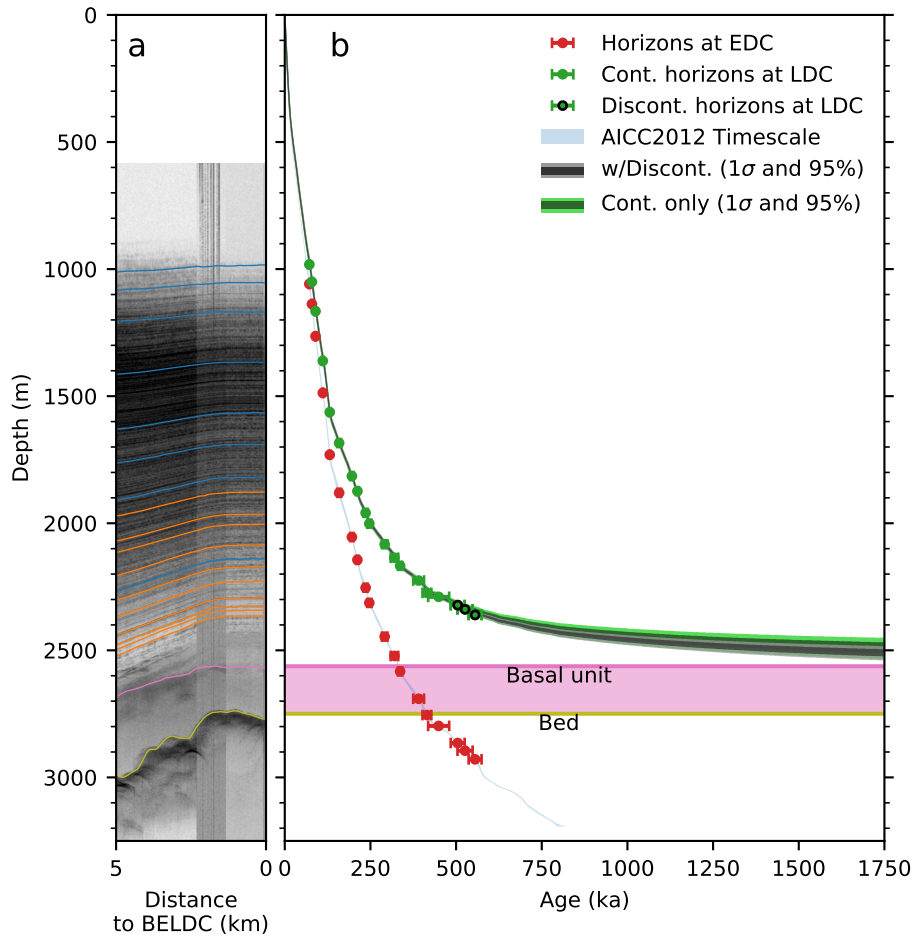 a
b
0
500
1000
1500
2000
2500
3000
Depth (m)
Horizons at EDC
Cont. horizons at LDC
Discont. horizons at LDC
AICC2012 Timescale
w/Discont. (1σ and 95%)
Cont. only (1σ and 95%)
Basal unit
Bed
5
0
0
250
500
750
1000
1250
1500
1750
Distance
to BELDC (km)
Age (ka)